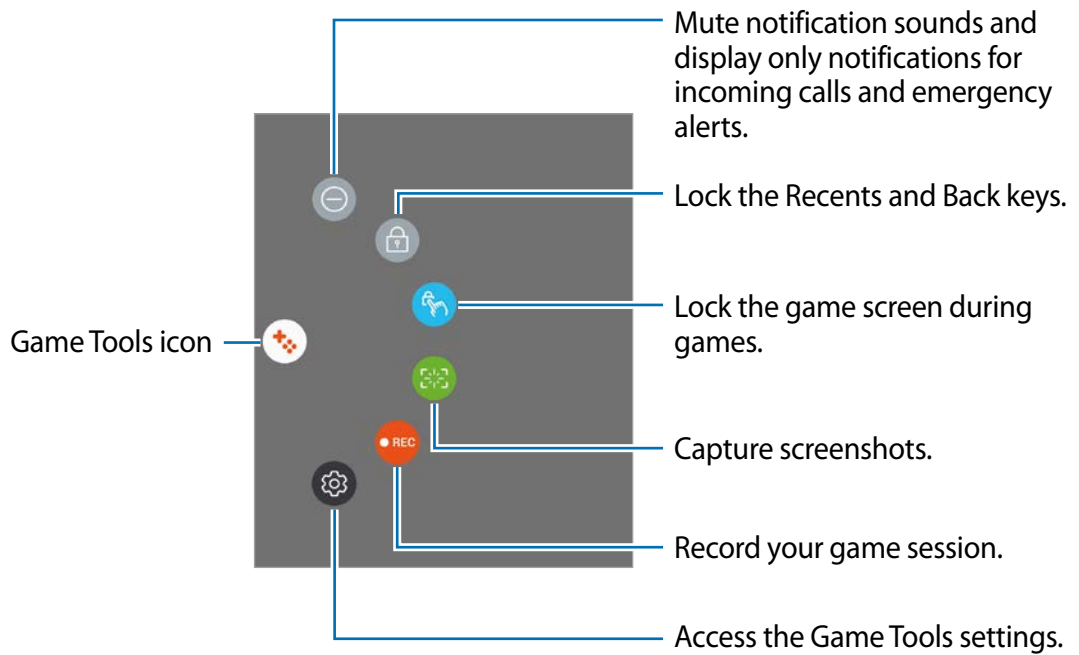 Mute notification sounds and
display only notifications for
incoming calls and emergency
alerts.
Lock the Recents and Back keys.
Lock the game screen during
games.
Game Tools icon
Capture screenshots.
REC
Record your game session.
Access the Game Tools settings.